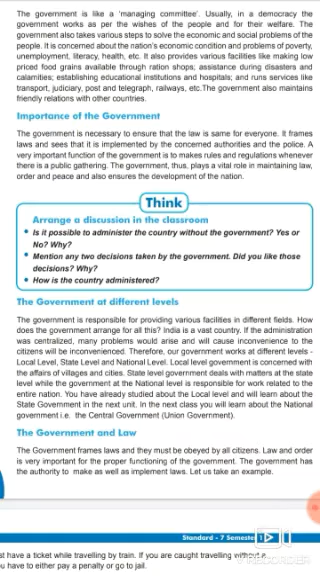 The government is like a 'managing committee'. Usually, in a democracy the
government works as per the wishes of the people and for their welfare. The
government also takes various steps to solve the economic and social problems of the
people. It is concerned about the nation's economic condition and problems of poverty,
unemployment, literacy, health, etc. It also provides various facilities like making low
priced food grains available through ration shops; assistance during disasters and
calamities; establishing educational institutions and hospitals; and runs services like
transport, judiciary, post and telegraph, railways, etc.The government also maintains
friendly relations with other countries.
Importance of the Government
The government is necessary to ensure that the law is same for everyone. It frames
laws and sees that it is implemented by the concerned authorities and the police. A
very important function of the government is to makes rules and regulations whenever
there is a public gathering. The government, thus, plays a vital role in maintaining law,
order and peace and also ensures the development of the nation.
Think
Arrange a discussion in the classroom
• Is it possible to administer the country without the government? Yes or
No? Why?
• Mention any two decisions taken by the government. Did you like those
decisions? Why?
• How is the country administered?
The Government at different levels
The government is responsible for providing various facilities in different fields. How
does the government arrange for all this? India is a vast country. If the administration
was centralized, many problems would arise and will cause inconvenience to the
citizens will be inconvenienced. Therefore, our government works at different levels -
Local Level, State Level and National Level. Local level government is concerned with
the affairs of villages and cities. State level government deals with matters at the state
level while the government at the National level is responsible for work related to the
entire nation. You have already studied about the Local level and will learn about the
State Government in the next unit. In the next class you will learn about the National
government i.e. the Central Government (Union Government).
The Government and Law
The Government frames laws and they must be obeyed by all citizens. Law and order
is very important for the proper functioning of the government. The government has
the authority to make as well as implement laws. Let us take an example.
Standard - 7 Semester 1
st have a ticket while travelling by train. If you are caught travelling without a
u have to either pay a penalty or go to jail.